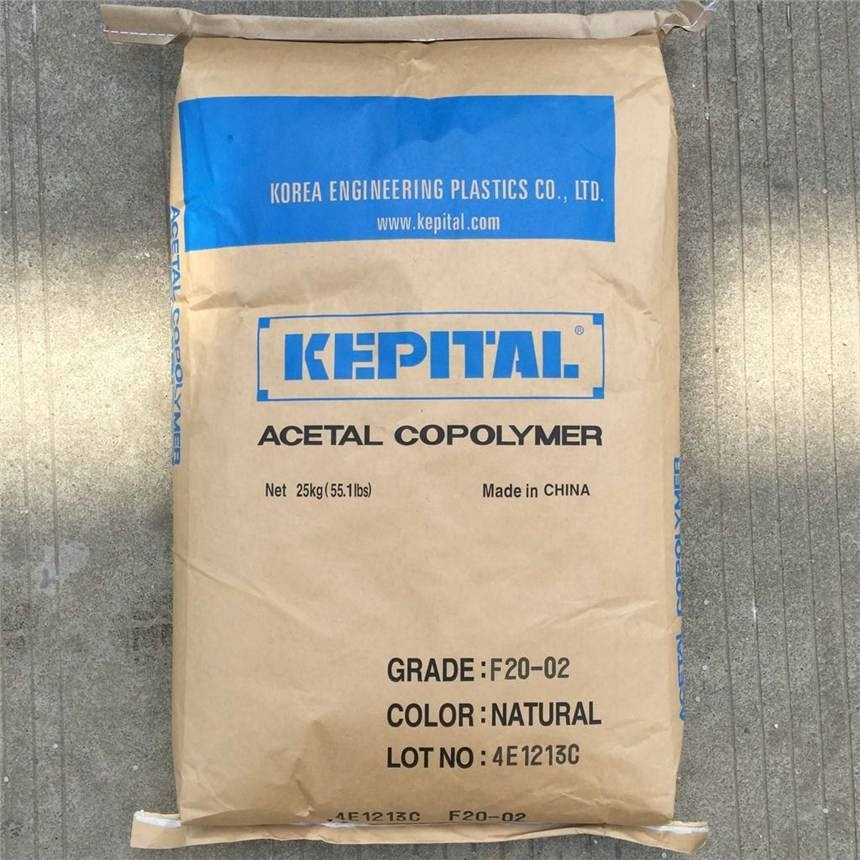 KOREA ENGINEERING PLASTICS CO., LTD.
www.kepital.com
KEPITAL®
ACETAL COPOLYMER
Net 25kg(55.1lbs) Made in CHINA
GRADE : F20-02
COLOR : NATURAL
LOT NO : 4E1213C
4E1213C F20-02
ACETAL COPOLYMER
ACETAL COPOLYMER